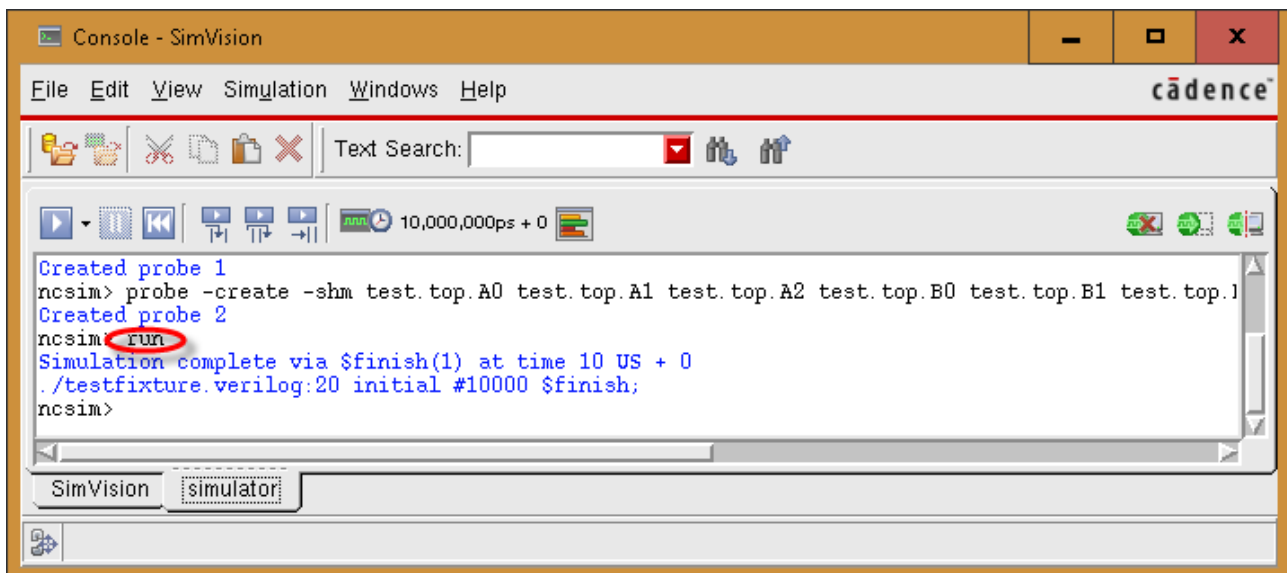 Console - SimVision
File Edit View Simulation Windows Help
cādence™
Text Search:
10,000,000ps + 0
Created probe 1
ncsim> probe -create -shm test.top.A0 test.top.A1 test.top.A2 test.top.B0 test.top.B1 test.top.
Created probe 2
ncsim> run
Simulation complete via $finish(1) at time 10 US + 0
./testfixture.verilog:20 initial #10000 $finish;
ncsim>
SimVision simulator